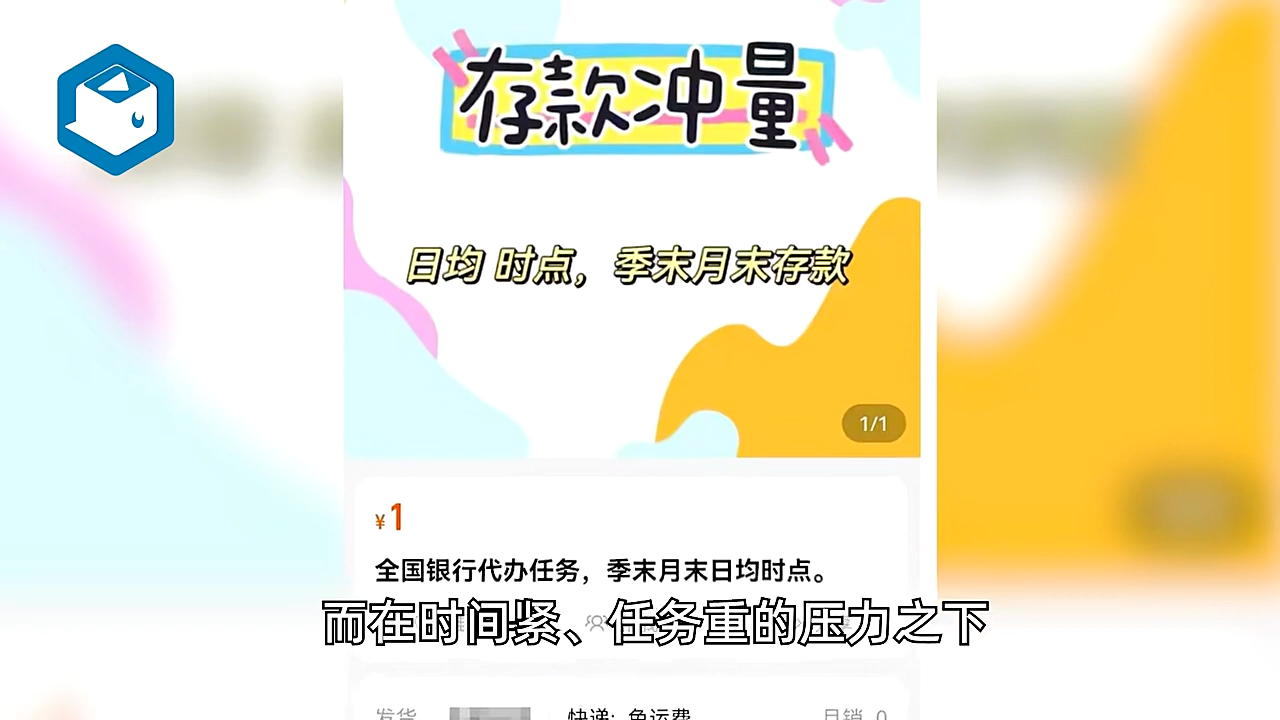 存款冲量
日均 时点，季末月末存款
1/1
¥1
全国银行代办任务，季末月末日均时点。
而在时间紧、任务重的压力之下
发货 快递：免运费 月销 0